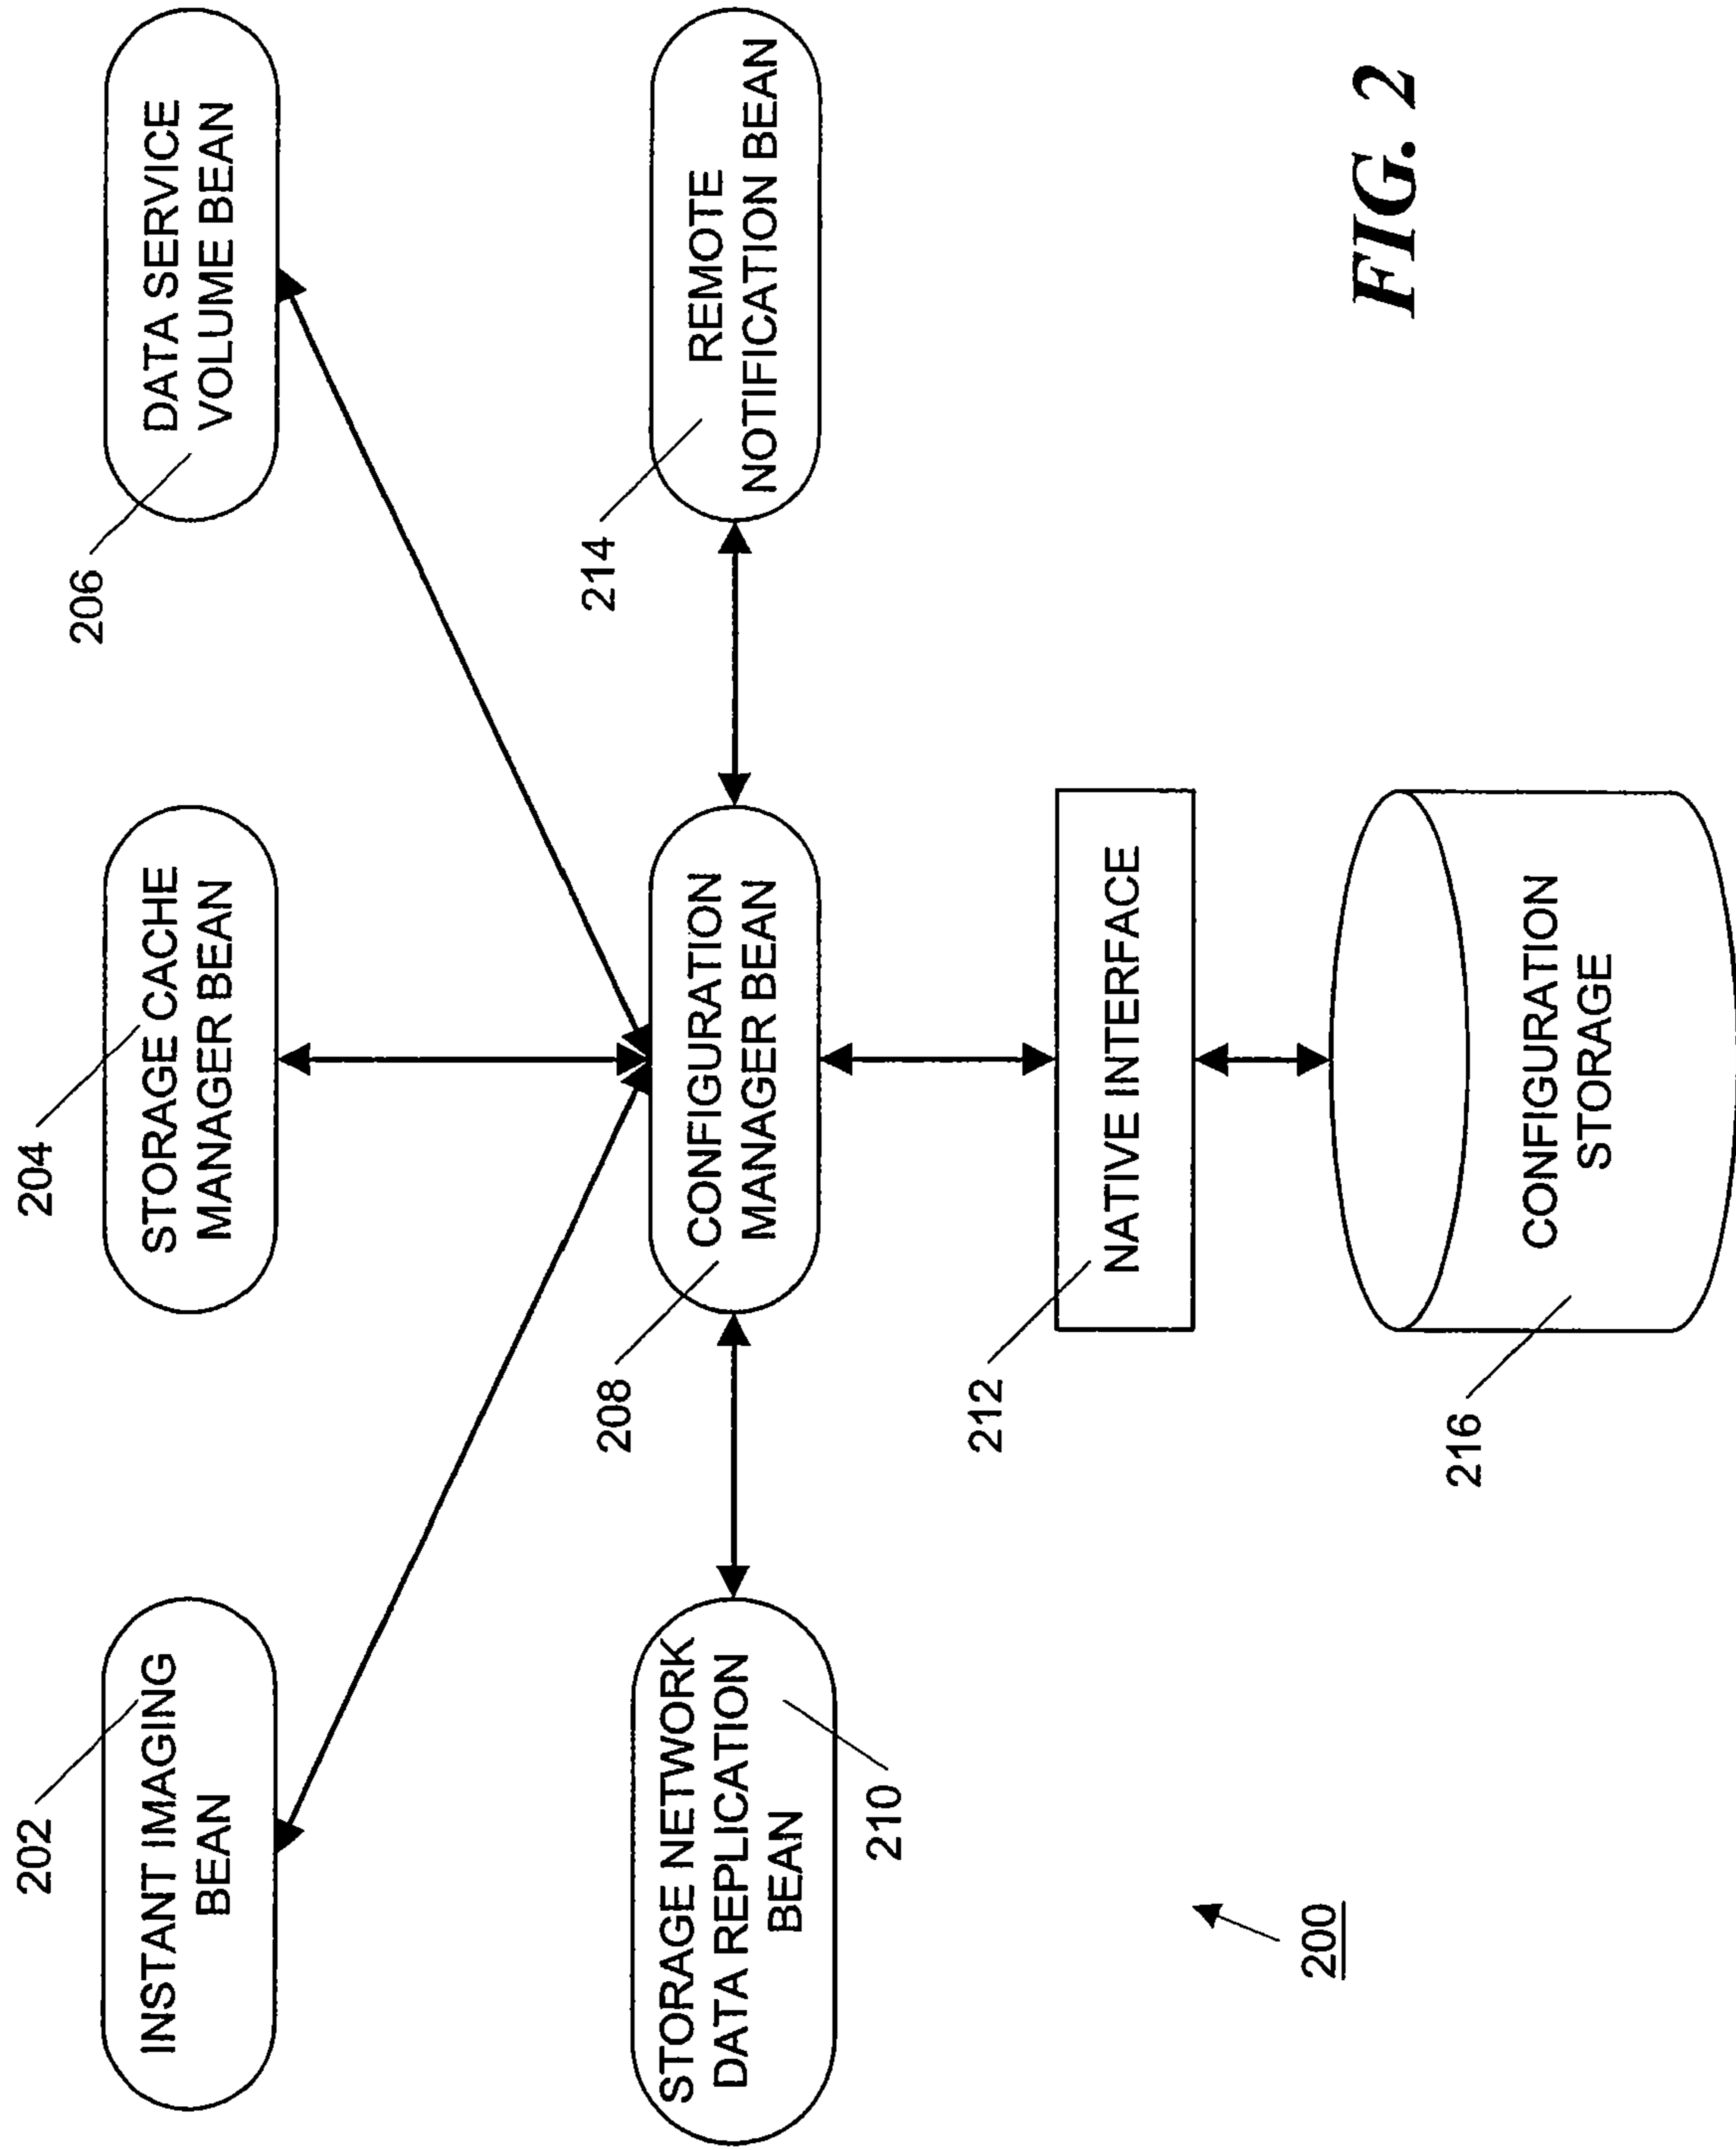 202
INSTANT IMAGING
BEAN
204
STORAGE CACHE
MANAGER BEAN
206
DATA SERVICE
VOLUME BEAN
STORAGE NETWORK
DATA REPLICATION
BEAN
210
208
CONFIGURATION
MANAGER BEAN
214
REMOTE
NOTIFICATION BEAN
212
NATIVE INTERFACE
216
CONFIGURATION
STORAGE
200
FIG. 2